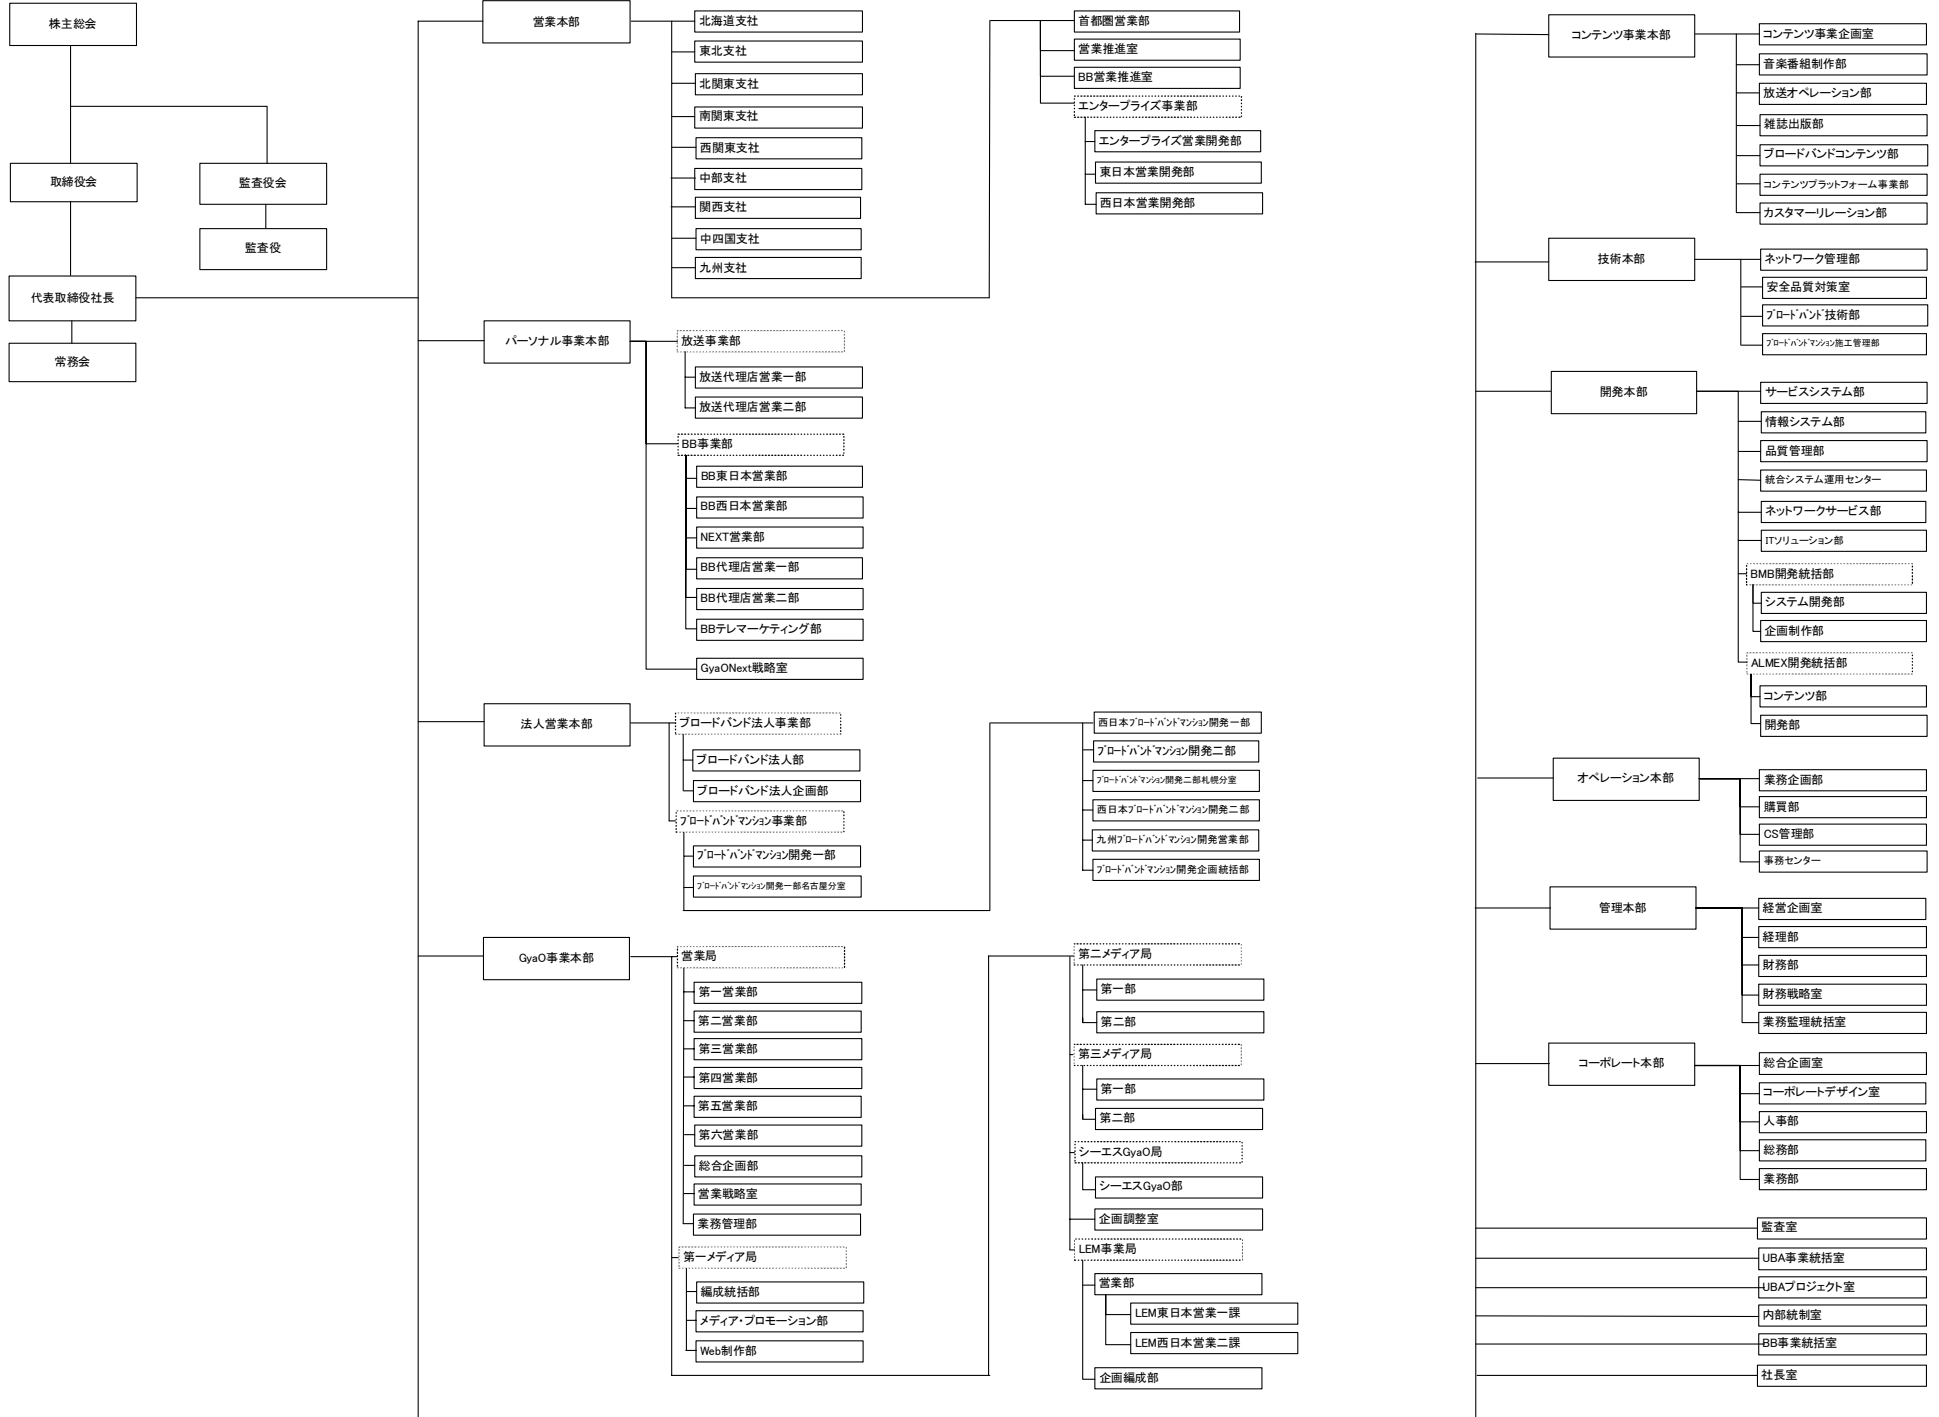 株主総会
取締役会
監査役会
監査役
代表取締役社長
常務会
営業本部
北海道支社
東北支社
北関東支社
南関東支社
西関東支社
中部支社
関西支社
中四国支社
九州支社
首都圏営業部
営業推進室
BB営業推進室
エンタープライズ事業部
エンタープライズ営業開発部
東日本営業開発部
西日本営業開発部
パーソナル事業本部
放送事業部
放送代理店営業一部
放送代理店営業二部
BB事業部
BB東日本営業部
BB西日本営業部
NEXT営業部
BB代理店営業一部
BB代理店営業二部
BBテレマーケティング部
GyaONext戦略室
法人営業本部
ブロードバンド法人事業部
ブロードバンド法人部
ブロードバンド法人企画部
ブロードバンドマンション事業部
ブロードバンドマンション開発一部
ブロードバンドマンション開発一部名古屋分室
西日本ブロードバンドマンション開発一部
ブロードバンドマンション開発二部
ブロードバンドマンション開発二部札幌分室
西日本ブロードバンドマンション開発二部
九州ブロードバンドマンション開発営業部
ブロードバンドマンション開発企画統括部
GyaO事業本部
営業局
第一営業部
第二営業部
第三営業部
第四営業部
第五営業部
第六営業部
総合企画部
営業戦略室
業務管理部
第一メディア局
編成統括部
メディア・プロモーション部
Web制作部
第二メディア局
第一部
第二部
第三メディア局
第一部
第二部
シーエスGyaO局
シーエスGyaO部
企画調整室
LEM事業局
営業部
LEM東日本営業一課
LEM西日本営業二課
企画編成部
コンテンツ事業本部
コンテンツ事業企画室
音楽番組制作部
放送オペレーション部
雑誌出版部
ブロードバンドコンテンツ部
コンテンツプラットフォーム事業部
カスタマーリレーション部
技術本部
ネットワーク管理部
安全品質対策室
ブロードバンド技術部
ブロードバンドマンション施工管理部
開発本部
サービスシステム部
情報システム部
品質管理部
統合システム運用センター
ネットワークサービス部
ITソリューション部
BMB開発統括部
システム開発部
企画制作部
ALMEX開発統括部
コンテンツ部
開発部
オペレーション本部
業務企画部
購買部
CS管理部
事務センター
管理本部
経営企画室
経理部
財務部
財務戦略室
業務監理統括室
コーポレート本部
総合企画室
コーポレートデザイン室
人事部
総務部
業務部
監査室
UBA事業統括室
UBAプロジェクト室
内部統制室
BB事業統括室
社長室